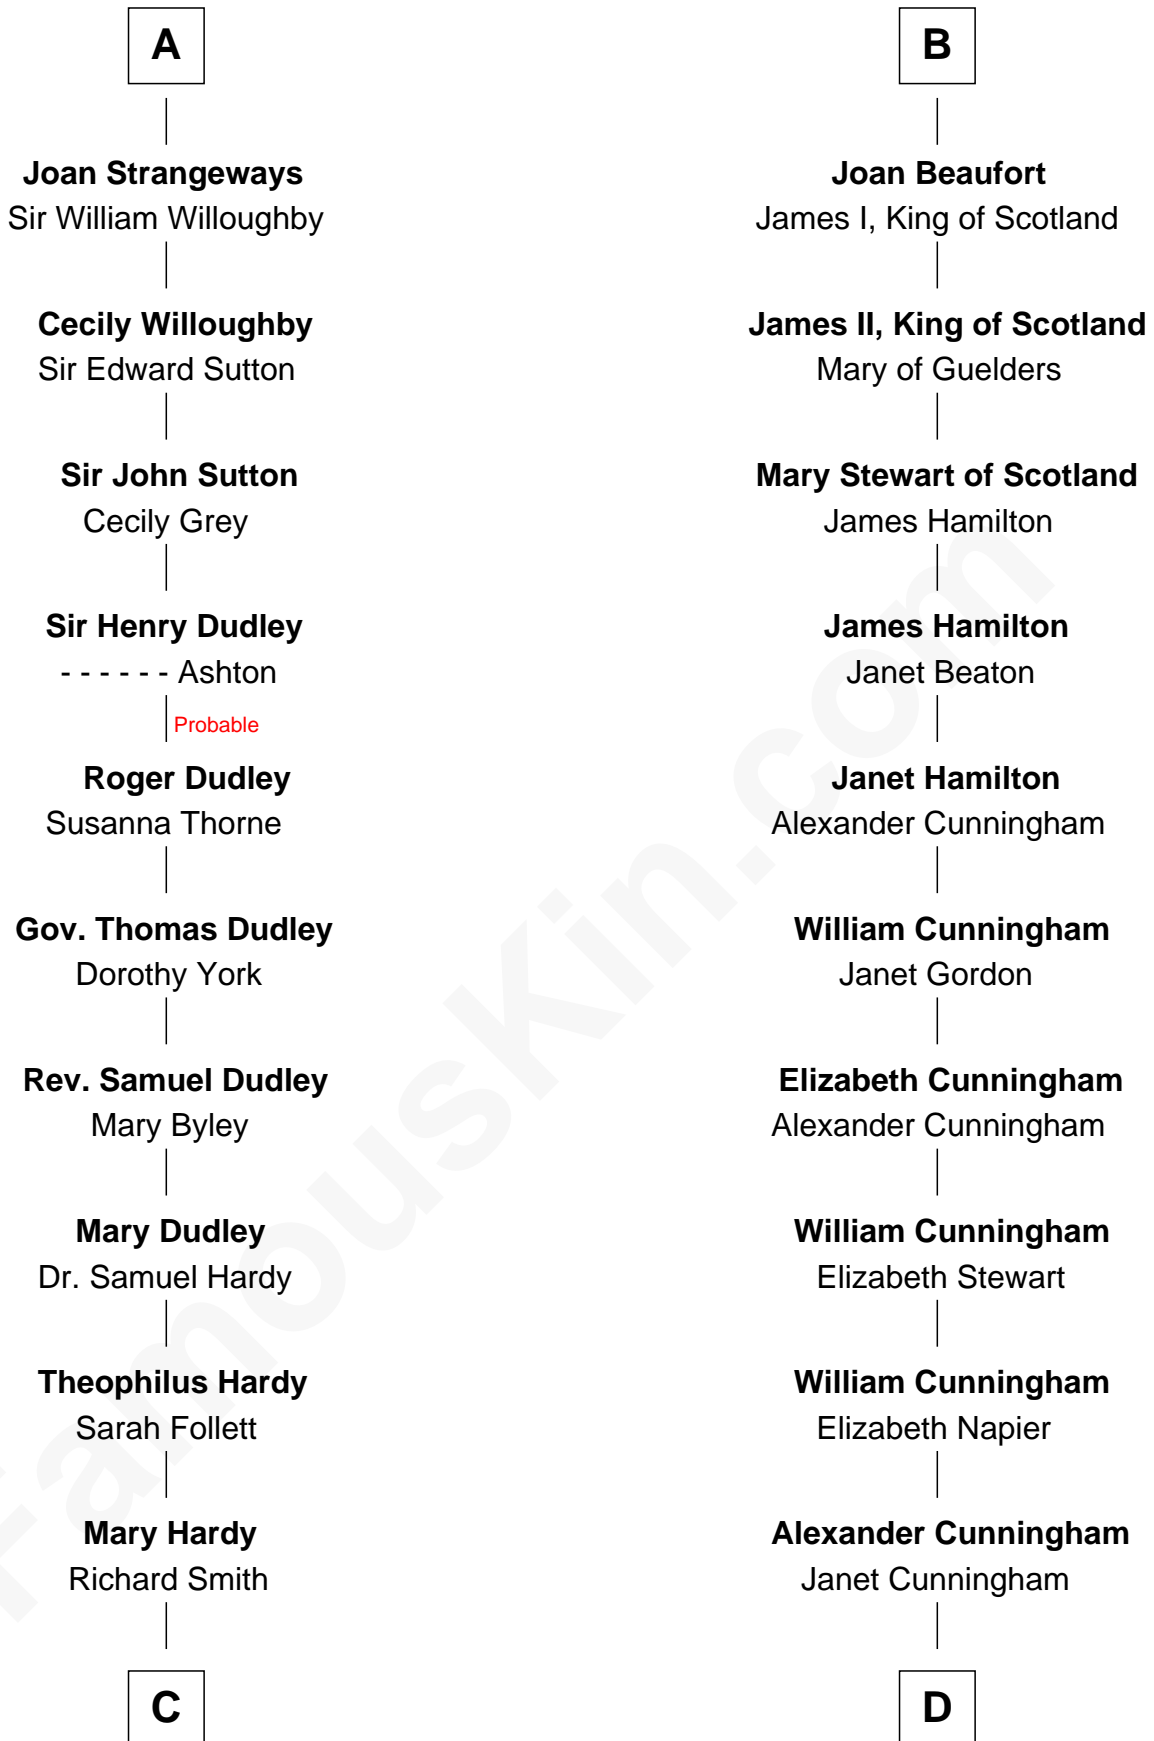 A
Joan Strangeways
Sir William Willoughby
Cecily Willoughby
Sir Edward Sutton
Sir John Sutton
Cecily Grey
Sir Henry Dudley
- - - - - - Ashton
Probable
Roger Dudley
Susanna Thorne
Gov. Thomas Dudley
Dorothy York
Rev. Samuel Dudley
Mary Byley
Mary Dudley
Dr. Samuel Hardy
Theophilus Hardy
Sarah Follett
Mary Hardy
Richard Smith
C
B
Joan Beaufort
James I, King of Scotland
James II, King of Scotland
Mary of Guelders
Mary Stewart of Scotland
James Hamilton
James Hamilton
Janet Beaton
Janet Hamilton
Alexander Cunningham
William Cunningham
Janet Gordon
Elizabeth Cunningham
Alexander Cunningham
William Cunningham
Elizabeth Stewart
William Cunningham
Elizabeth Napier
Alexander Cunningham
Janet Cunningham
D
FamousKin.com